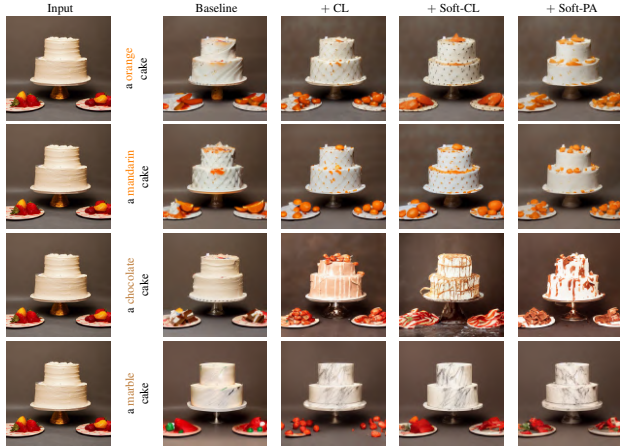 Input Baseline + CL + Soft-CL + Soft-PA
a orange
cake
a mandarin
cake
a chocolate
cake
a marble
cake